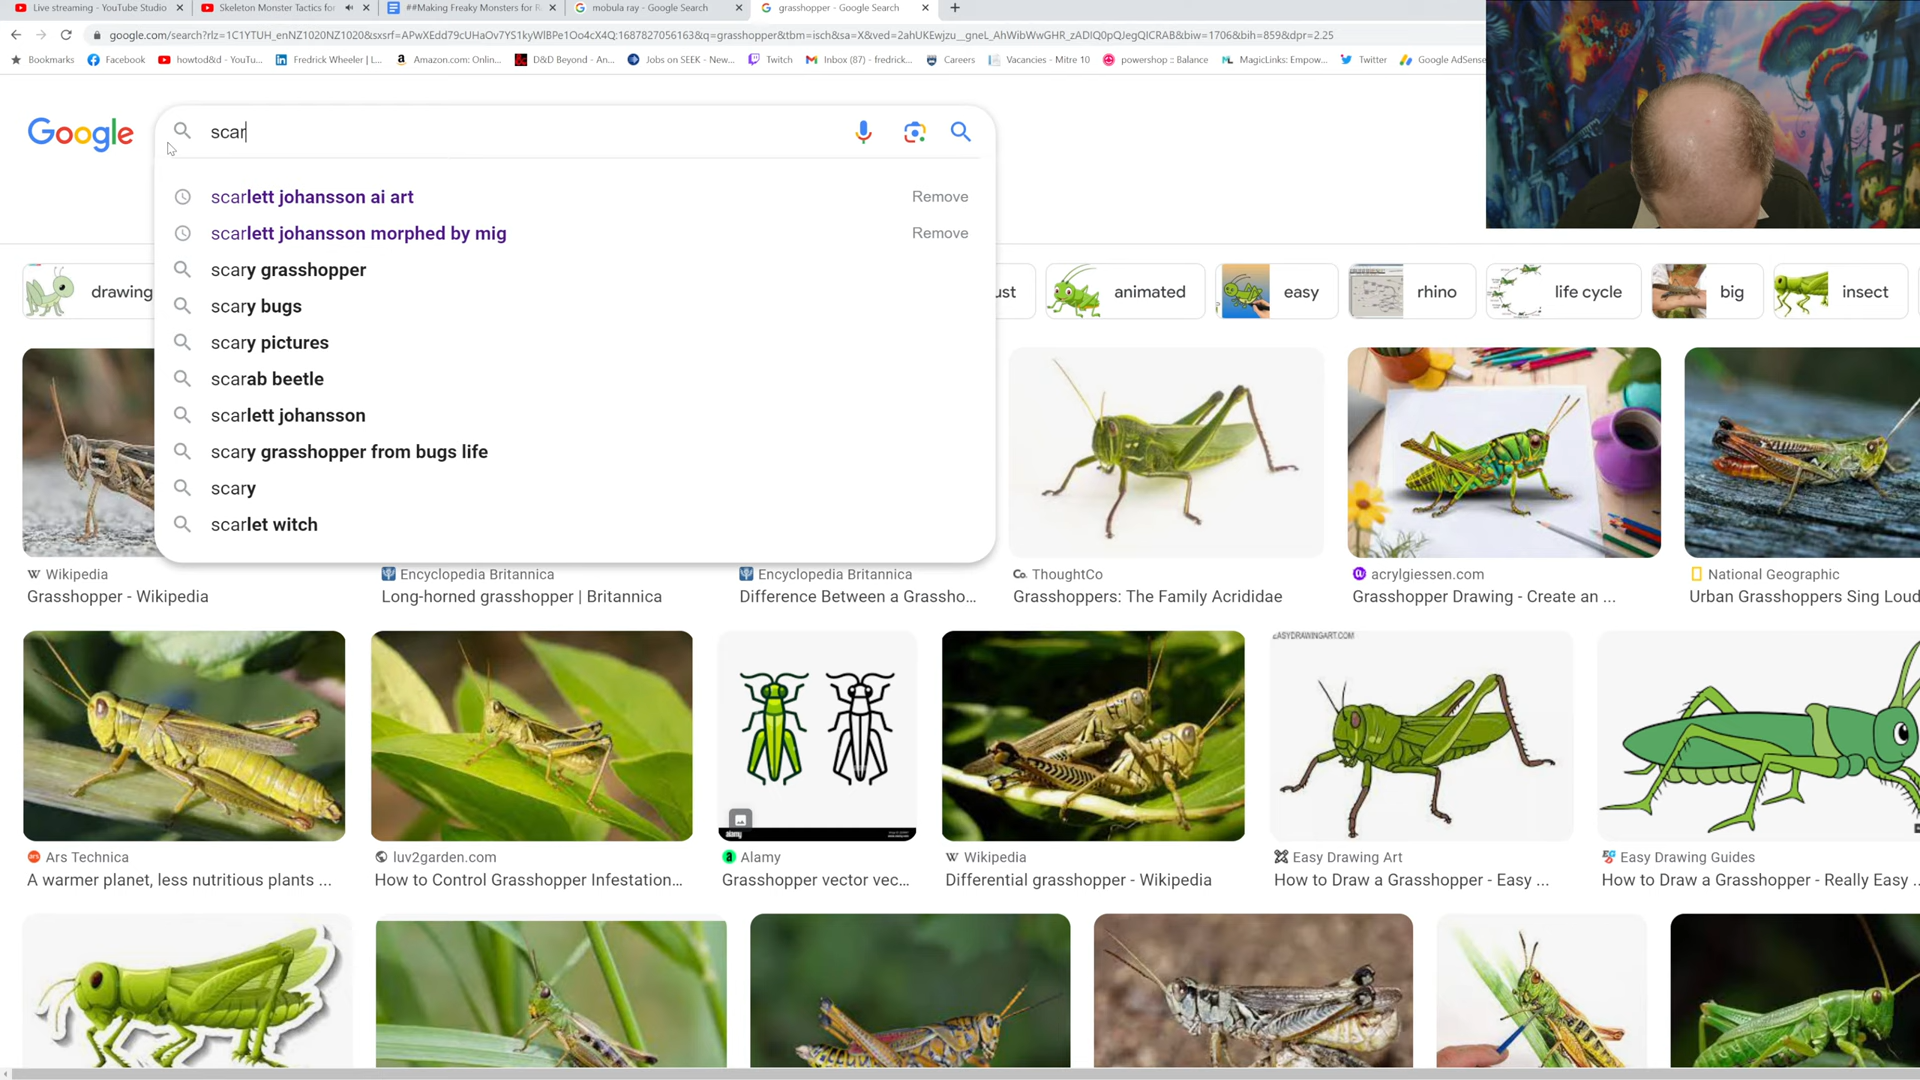 Live streaming - YouTube Studio
Skeleton Monster Tactics for
##Making Freaky Monsters for R
mobula ray - Google Search
grasshopper - Google Search
google.com/search?rlz=1C1YTUH_enNZ1020NZ1020&sxsrf=APwXEdd79cUHaOv7YS1kyWlBPe1Oo4cX4Q:1687827056163&q=grasshopper&tbm=isch&sa=X&ved=2ahUKEwjzu__gneL_AhWibWwGHR_zADIQ0pQJegQICRAB&biw=1706&bih=859&dpr=2.25
Bookmarks
Facebook
howtod&d - YouTu...
Fredrick Wheeler | L...
Amazon.com: Onlin...
D&D Beyond - An...
Jobs on SEEK - New...
Twitch
Inbox (87) - fredrick...
Careers
Vacancies - Mitre 10
powershop :: Balance
MagicLinks: Empow...
Twitter
Google AdSense
Google
scar
scarlett johansson ai art
Remove
scarlett johansson morphed by mig
Remove
scary grasshopper
scary bugs
scary pictures
scarab beetle
scarlett johansson
scary grasshopper from bugs life
scary
scarlet witch
drawing
ust
animated
easy
rhino
life cycle
big
insect
Wikipedia
Grasshopper - Wikipedia
Encyclopedia Britannica
Long-horned grasshopper | Britannica
Encyclopedia Britannica
Difference Between a Grassho...
ThoughtCo
Grasshoppers: The Family Acrididae
acrylgiessen.com
Grasshopper Drawing - Create an ...
National Geographic
Urban Grasshoppers Sing Loud
EASYDRAWINGART.COM
alamy
Ars Technica
A warmer planet, less nutritious plants ...
luv2garden.com
How to Control Grasshopper Infestation...
Alamy
Grasshopper vector vec...
Wikipedia
Differential grasshopper - Wikipedia
Easy Drawing Art
How to Draw a Grasshopper - Easy ...
Easy Drawing Guides
How to Draw a Grasshopper - Really Easy ...